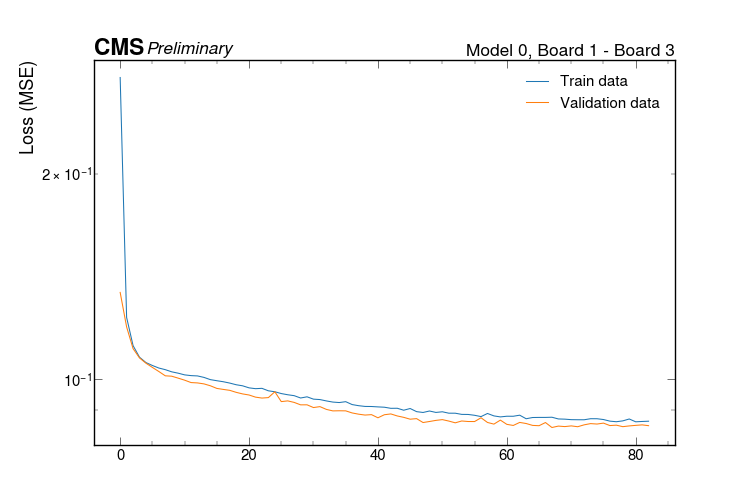 CMS Preliminary
Model 0, Board 1 - Board 3
Loss (MSE)
Train data
Validation data
2 × 10⁻¹
10⁻¹
0 20 40 60 80